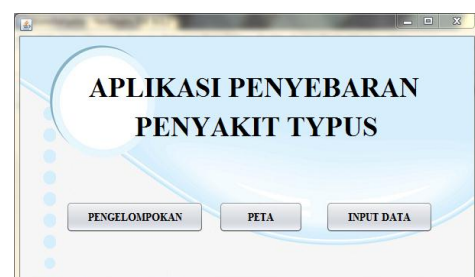 APLIKASI PENYEBARAN
PENYAKIT TYPUS
PENGELOMPOKAN PETA INPUT DATA